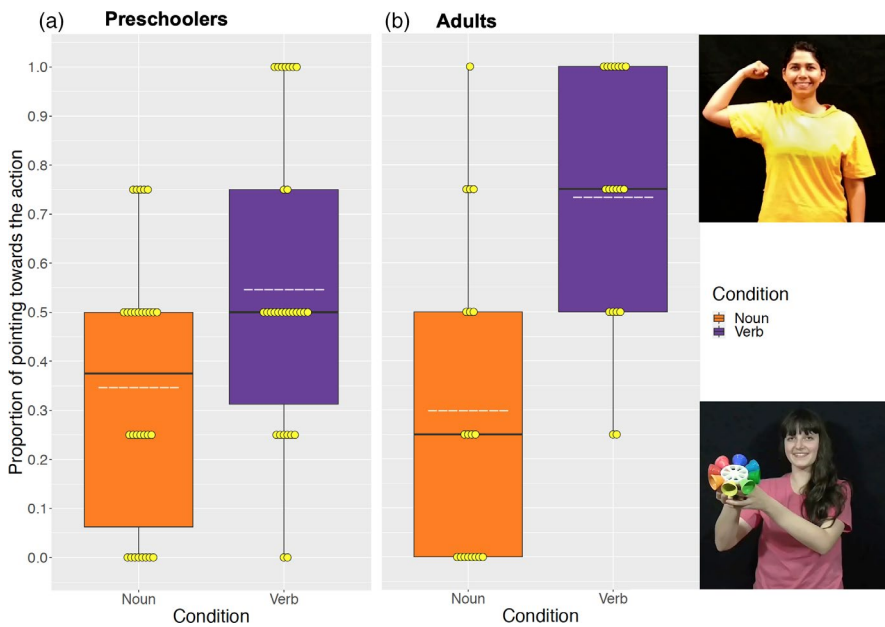 (a) Preschoolers
(b) Adults
Proportion of pointing towards the action
1.0
0.9
0.8
0.7
0.6
0.5
0.4
0.3
0.2
0.1
0.0
Noun Verb
Condition
Noun Verb
Condition
Condition
Noun
Verb